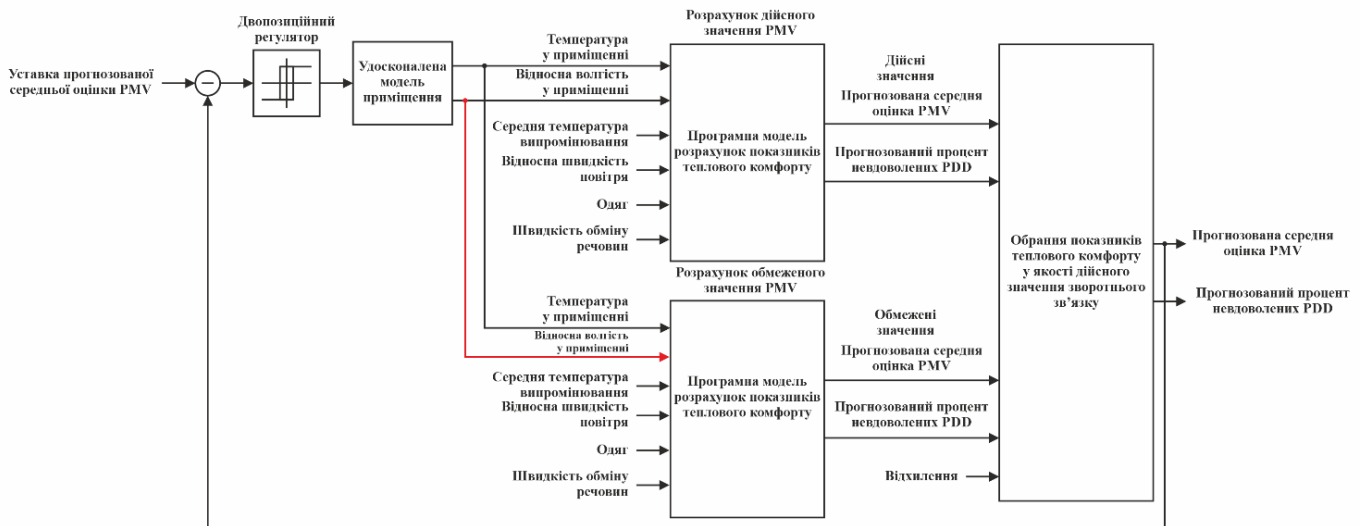 Двопозиційний
регулятор
Уставка прогнозованої
середньої оцінки PMV
Удосконалена
модель
приміщення
Розрахунок дійсного
значення PMV
Температура
у приміщенні
Відносна волгість
у приміщенні
Середня температура
випромінювання
Відносна швидкість
повітря
Одяг
Швидкість обміну
речовин
Програмна модель
розрахунок показників
теплового комфорту
Дійсні
значення
Прогнозована середня
оцінка PMV
Прогнозований процент
невдоволених PDD
Розрахунок обмеженого
значення PMV
Температура
у приміщенні
Відносна волгість
у приміщенні
Середня температура
випромінювання
Відносна швидкість
повітря
Одяг
Швидкість обміну
речовин
Програмна модель
розрахунок показників
теплового комфорту
Обмежені
значення
Прогнозована середня
оцінка PMV
Прогнозований процент
невдоволених PDD
Відхилення
Обрання показників
теплового комфорту
у якості дійсного
значення зворотнього
зв’язку
Прогнозована середня
оцінка PMV
Прогнозований процент
невдоволених PDD